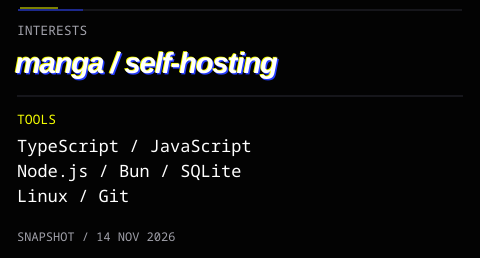 INTERESTS
manga / self-hosting
TOOLS
TypeScript / JavaScript
Node.js / Bun / SQLite
Linux / Git
SNAPSHOT / 14 NOV 2026